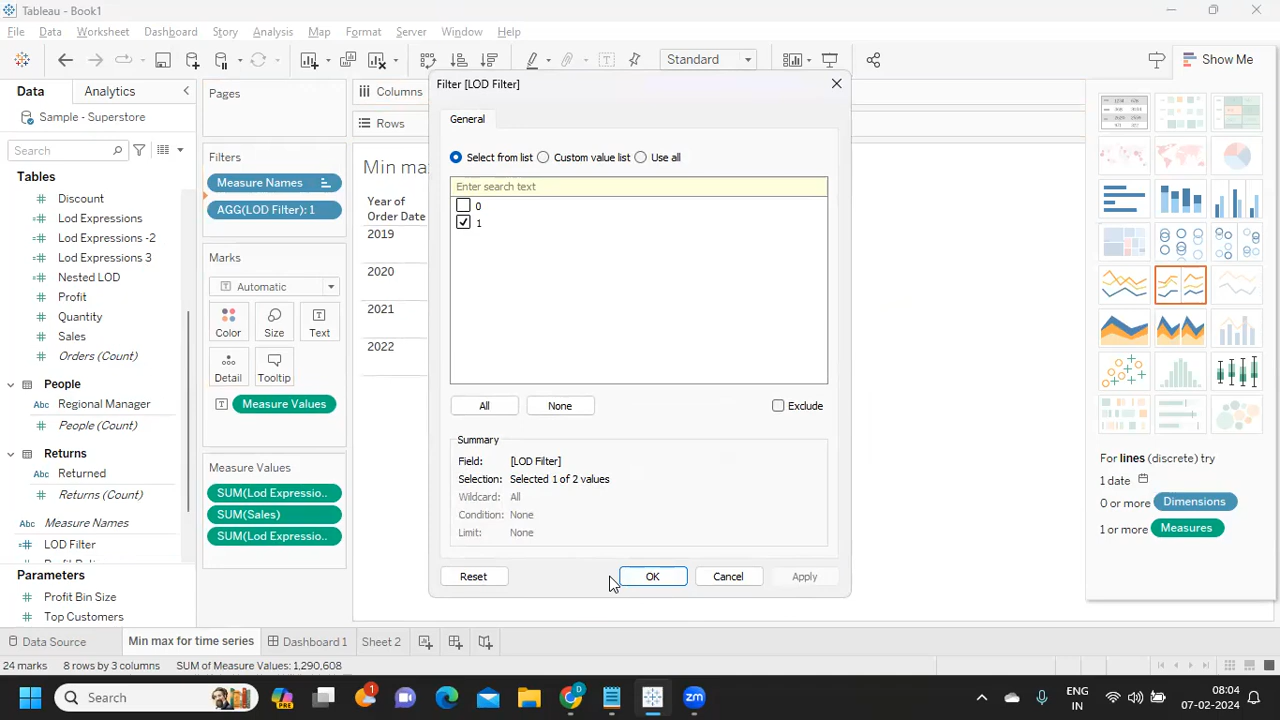 Tableau - Book1
File Data Worksheet Dashboard Story Analysis Map Format Server Window Help
Standard
Show Me
Data Analytics
Sample - Superstore
Search
Tables
Discount
Lod Expressions
Lod Expressions -2
Lod Expressions 3
Nested LOD
Profit
Quantity
Sales
Orders (Count)
People
Abc Regional Manager
People (Count)
Returns
Abc Returned
Returns (Count)
Abc Measure Names
LOD Filter
Parameters
Profit Bin Size
Top Customers
Pages
Filters
Measure Names
AGG(LOD Filter): 1
Marks
Automatic
Color Size Text
Detail Tooltip
Measure Values
Measure Values
SUM(Lod Expressio..
SUM(Sales)
SUM(Lod Expressio..
Columns
Rows
Min ma
Year of
Order Date
2019
2020
2021
2022
Filter [LOD Filter]
General
Select from list Custom value list Use all
Enter search text
0
1
All None Exclude
Summary
Field: [LOD Filter]
Selection: Selected 1 of 2 values
Wildcard: All
Condition: None
Limit: None
Reset OK Cancel Apply
For lines (discrete) try
1 date
0 or more Dimensions
1 or more Measures
Data Source Min max for time series Dashboard 1 Sheet 2
24 marks 8 rows by 3 columns SUM of Measure Values: 1,290,608
Search
PRE
1
zm
ENG
IN
08:04
07-02-2024